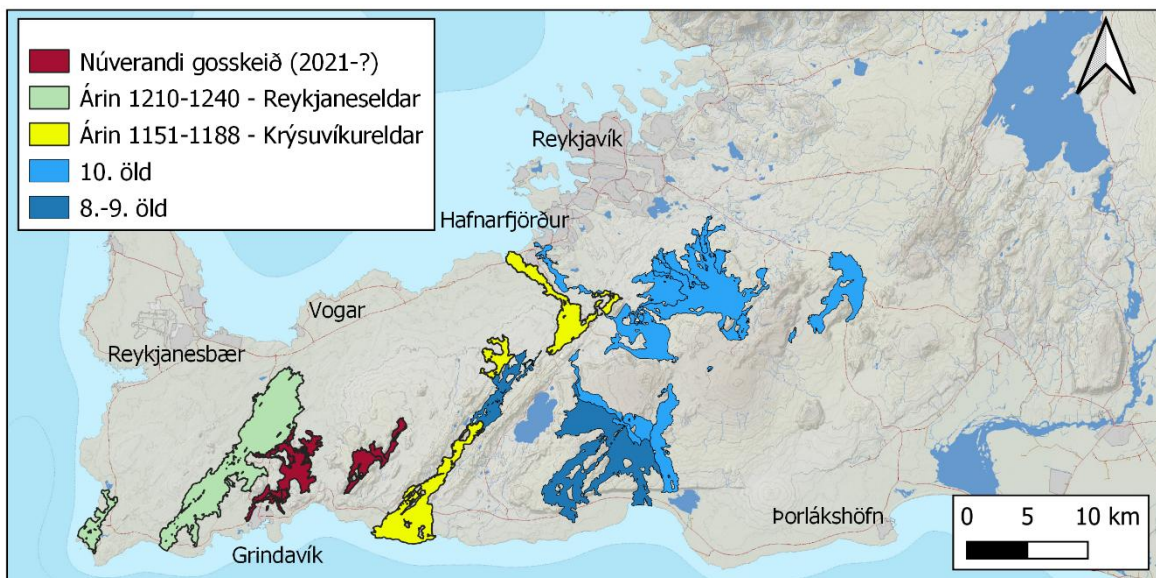 Núverandi gosskeið (2021-?)
Árin 1210-1240 - Reykjaneseldar
Árin 1151-1188 - Krýsuvíkureldar
10. öld
8.-9. öld
Reykjavík
Hafnarfjörður
Vogar
Reykjanesbær
Grindavík
Þorlákshöfn
0 5 10 km